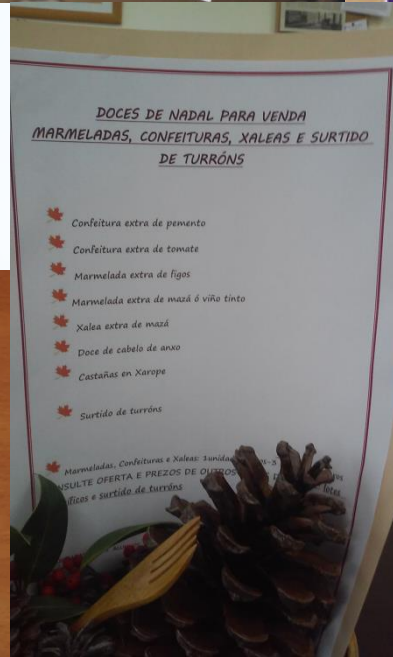 DOCES DE NADAL PARA VENDA
MARMELADAS, CONFEITURAS, XALEAS E SURTIDO
DE TURRÓNS
Confeitura extra de pemento
Confeitura extra de tomate
Marmelada extra de figos
Marmelada extra de mazá ó viño tinto
Xalea extra de mazá
Doce de cabelo de anxo
Castañas en Xarope
Surtido de turróns
Marmeladas, Confeituras e Xaleas:
OFERTA E PREZOS DE OUTROS
e surtido de turróns